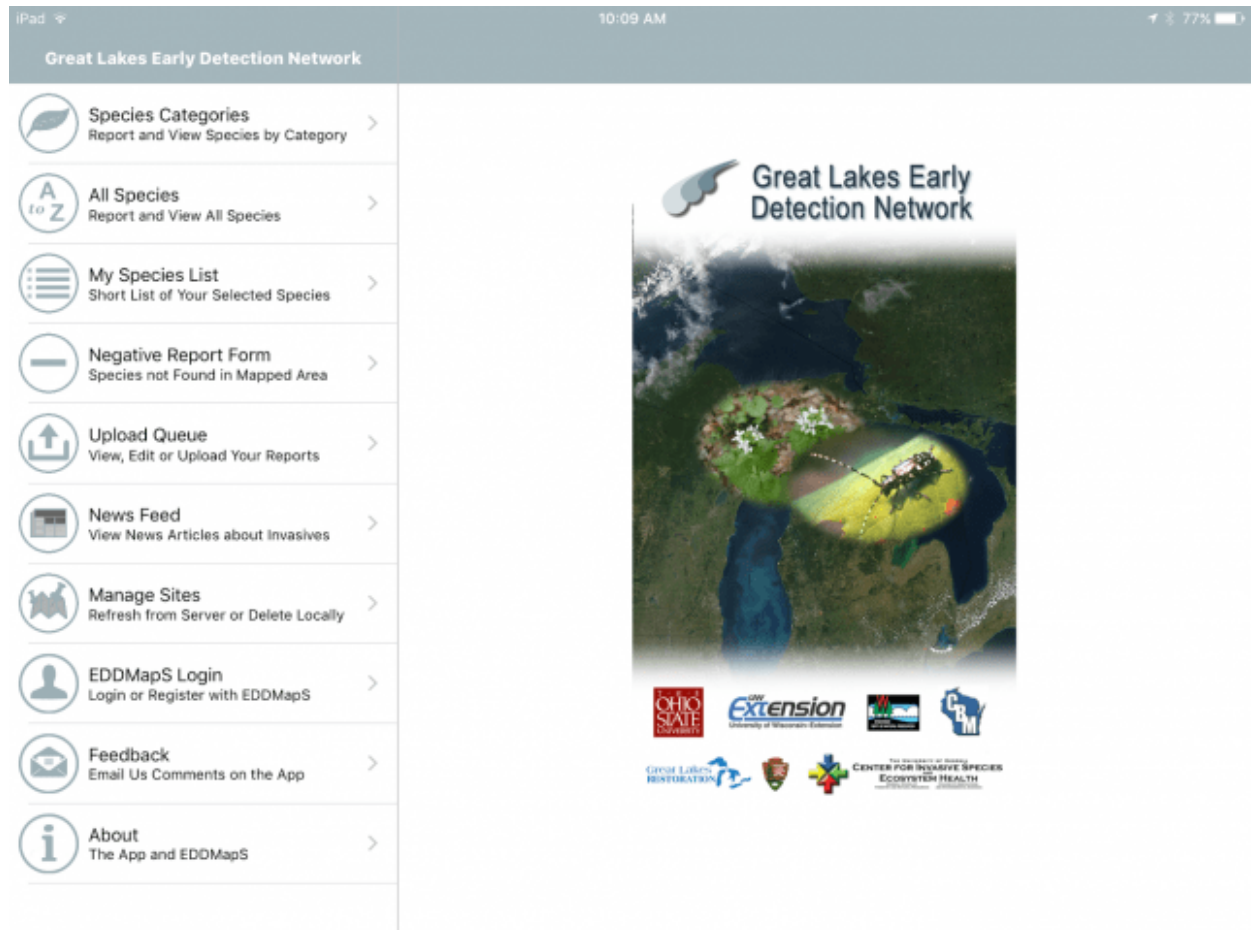 iPad
10:09 AM
77%
Great Lakes Early Detection Network
Species Categories
Report and View Species by Category
A
to Z
All Species
Report and View All Species
My Species List
Short List of Your Selected Species
Negative Report Form
Species not Found in Mapped Area
Upload Queue
View, Edit or Upload Your Reports
News Feed
View News Articles about Invasives
Manage Sites
Refresh from Server or Delete Locally
EDDMapS Login
Login or Register with EDDMapS
Feedback
Email Us Comments on the App
i
About
The App and EDDMapS
Great Lakes Early
Detection Network
THE
OHIO
STATE
UNIVERSITY
Extension
University of Wisconsin-Extension
CBM
Great Lakes
RESTORATION
CENTER FOR INVASIVE SPECIES
ECOSYSTEM HEALTH